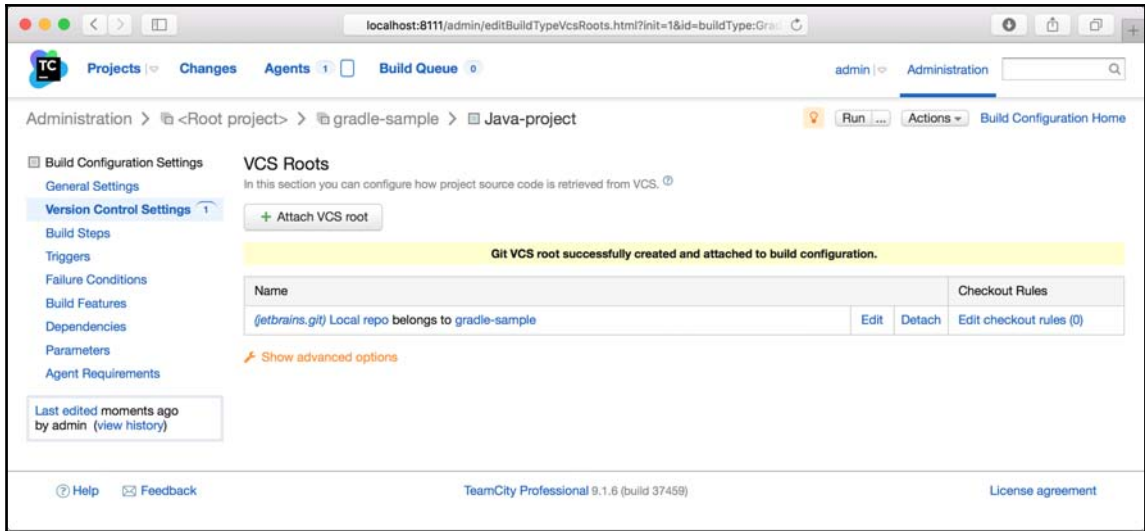 localhost:8111/admin/editBuildTypeVcsRoots.html?init=1&id=buildType:Grad
TC Projects Changes Agents 1 Build Queue 0 admin Administration
Administration > <Root project> > gradle-sample > Java-project Run ... Actions Build Configuration Home
Build Configuration Settings
General Settings
Version Control Settings 1
Build Steps
Triggers
Failure Conditions
Build Features
Dependencies
Parameters
Agent Requirements
Last edited moments ago
by admin (view history)
VCS Roots
In this section you can configure how project source code is retrieved from VCS. ?
+ Attach VCS root
Git VCS root successfully created and attached to build configuration.
Name Checkout Rules
(jetbrains.git) Local repo belongs to gradle-sample Edit Detach Edit checkout rules (0)
Show advanced options
? Help Feedback TeamCity Professional 9.1.6 (build 37459) License agreement